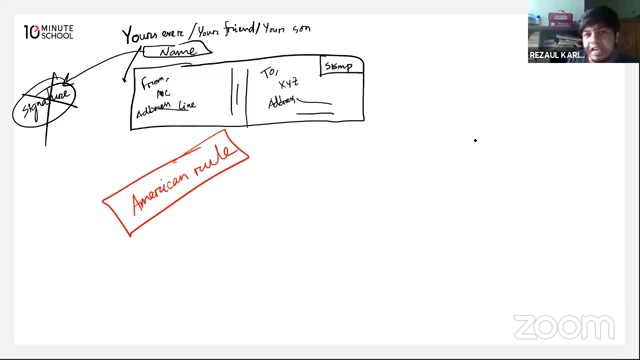 10 MINUTE SCHOOL
Yours ever / Your friend / Your son
Name
Signature
From,
ABC
Address Line
To,
XYZ
Address
Stamp
American rule
REZAUL KARI...
zoom